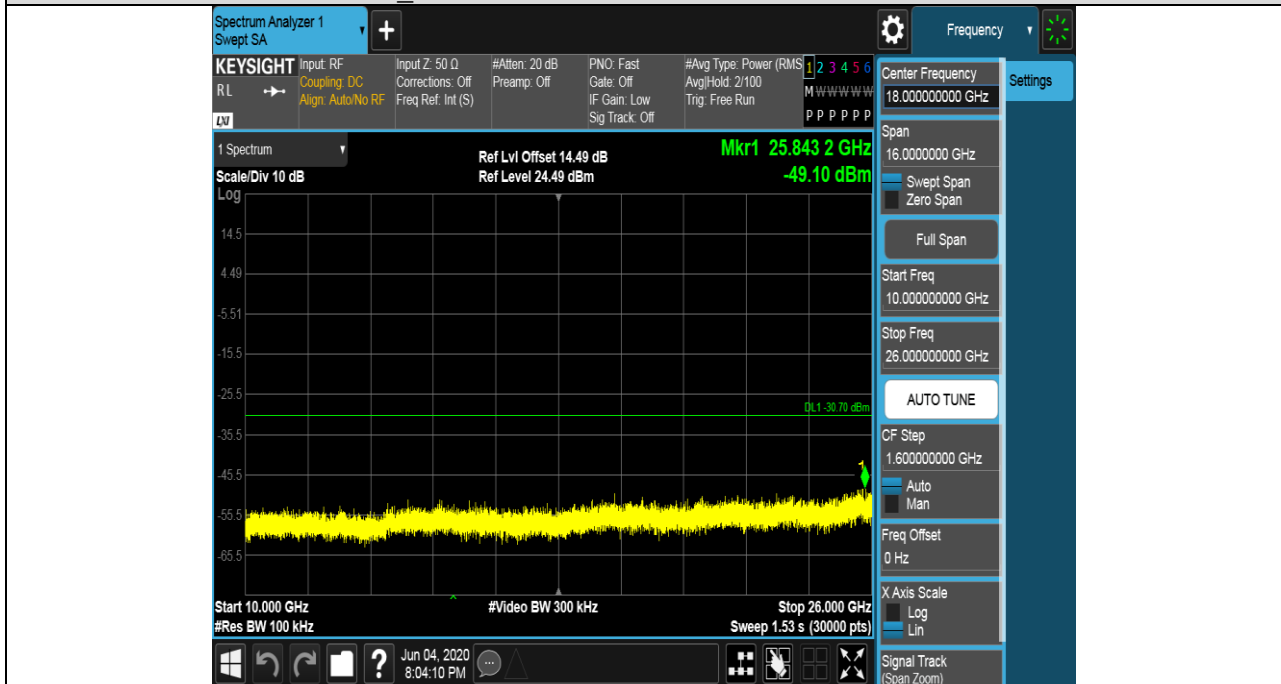 Spectrum Analyzer 1
Swept SA
Frequency
KEYSIGHT
RL
LXI
Input: RF
Coupling: DC
Align: Auto/No RF
Input Z: 50 Ω
Corrections: Off
Freq Ref: Int (S)
#Atten: 20 dB
Preamp: Off
PNO: Fast
Gate: Off
IF Gain: Low
Sig Track: Off
#Avg Type: Power (RMS
Avg|Hold: 2/100
Trig: Free Run
1 2 3 4 5 6
M W W W W W
P P P P P P
1 Spectrum
Scale/Div 10 dB
Log
Ref Lvl Offset 14.49 dB
Ref Level 24.49 dBm
Mkr1 25.843 2 GHz
-49.10 dBm
14.5
4.49
-5.51
-15.5
-25.5
DL1 -30.70 dBm
-35.5
1
-45.5
-55.5
-65.5
Start 10.000 GHz
#Res BW 100 kHz
#Video BW 300 kHz
Stop 26.000 GHz
Sweep 1.53 s (30000 pts)
Jun 04, 2020
8:04:10 PM
Center Frequency
18.000000000 GHz
Settings
Span
16.0000000 GHz
Swept Span
Zero Span
Full Span
Start Freq
10.000000000 GHz
Stop Freq
26.000000000 GHz
AUTO TUNE
CF Step
1.600000000 GHz
Auto
Man
Freq Offset
0 Hz
X Axis Scale
Log
Lin
Signal Track
(Span Zoom)